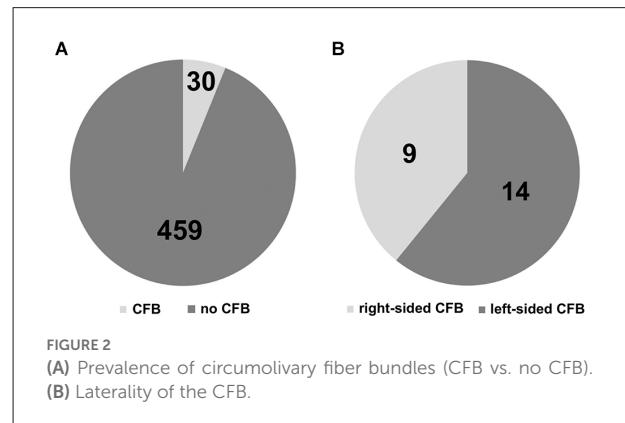 A
B
30
459
9
14
CFB no CFB
right-sided CFB left-sided CFB
FIGURE 2
(A) Prevalence of circumolivary fiber bundles (CFB vs. no CFB).
(B) Laterality of the CFB.